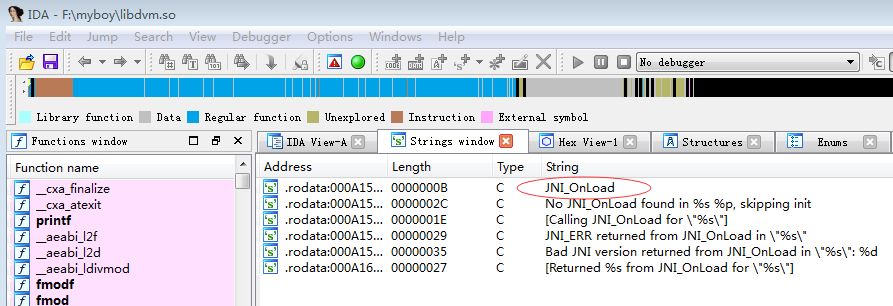 IDA - F:\myboy\libdvm.so
File Edit Jump Search View Debugger Options Windows Help
No debugger
Library function Data Regular function Unexplored Instruction External symbol
Functions window
IDA View-A Strings window Hex View-1 Structures Enums
Function name
__cxa_finalize
__cxa_atexit
printf
__aeabi_l2f
__aeabi_l2d
__aeabi_ldivmod
fmodf
fmod
Address Length Type String
.rodata:000A15... 0000000B C JNI_OnLoad
.rodata:000A15... 0000002C C No JNI_OnLoad found in %s %p, skipping init
.rodata:000A15... 0000001E C [Calling JNI_OnLoad for \"%s\"]
.rodata:000A15... 00000029 C JNI_ERR returned from JNI_OnLoad in \"%s\"
.rodata:000A15... 00000035 C Bad JNI version returned from JNI_OnLoad in \"%s\": %d
.rodata:000A16... 00000027 C [Returned %s from JNI_OnLoad for \"%s\"]